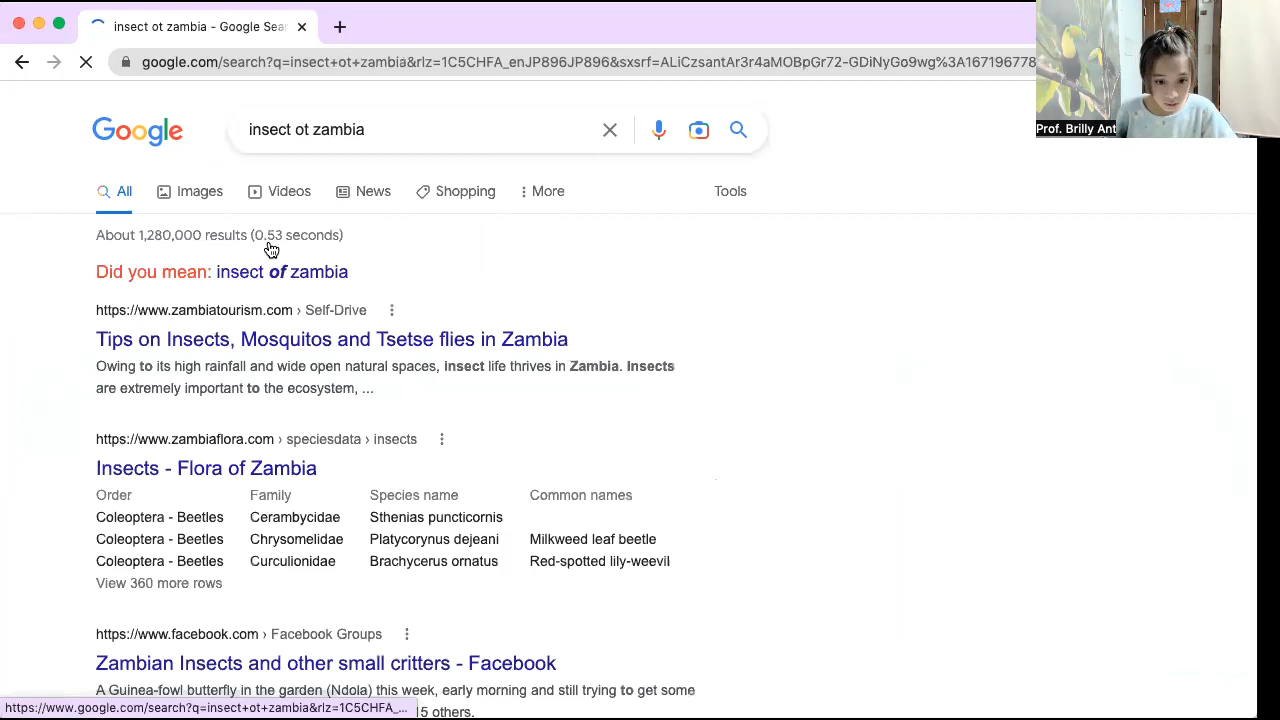 insect ot zambia - Google Sear
google.com/search?q=insect+ot+zambia&rlz=1C5CHFA_enJP896JP896&sxsrf=ALiCzsantAr3r4aMOBpGr72-GDiNyGo9wg%3A167196778
Prof. Brilly Ant
Google
insect ot zambia
All Images Videos News Shopping More Tools
About 1,280,000 results (0.53 seconds)
Did you mean: insect of zambia
https://www.zambiatourism.com › Self-Drive
Tips on Insects, Mosquitos and Tsetse flies in Zambia
Owing to its high rainfall and wide open natural spaces, insect life thrives in Zambia. Insects
are extremely important to the ecosystem, ...
https://www.zambiaflora.com › speciesdata › insects
Insects - Flora of Zambia
Order Family Species name Common names
Coleoptera - Beetles Cerambycidae Sthenias puncticornis
Coleoptera - Beetles Chrysomelidae Platycorynus dejeani Milkweed leaf beetle
Coleoptera - Beetles Curculionidae Brachycerus ornatus Red-spotted lily-weevil
View 360 more rows
https://www.facebook.com › Facebook Groups
Zambian Insects and other small critters - Facebook
A Guinea-fowl butterfly in the garden (Ndola) this week, early morning and still trying to get some
15 others.
https://www.google.com/search?q=insect+ot+zambia&rlz=1C5CHFA_...